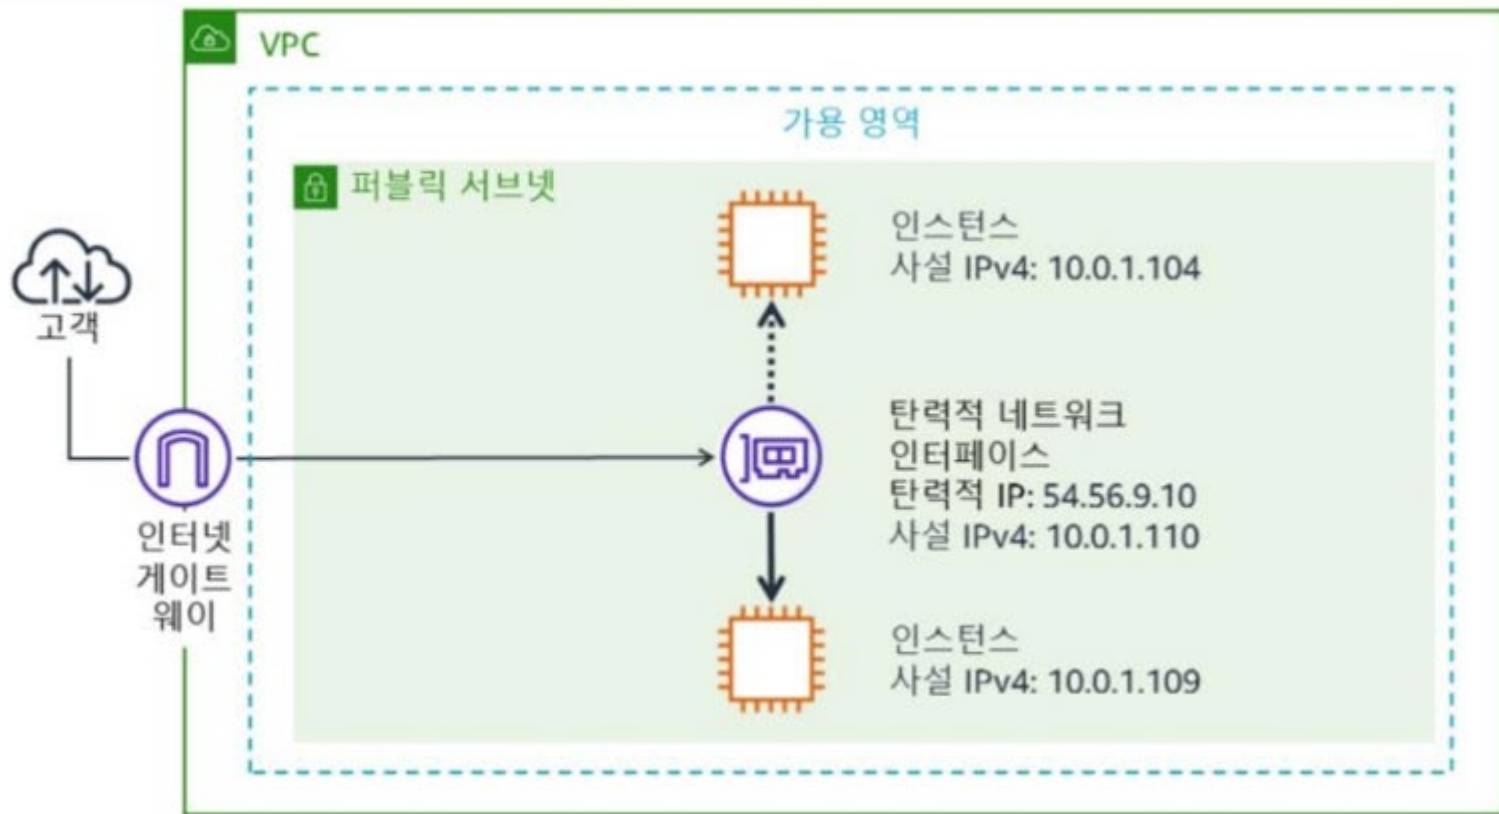 VPC
가용 영역
퍼블릭 서브넷
인스턴스
사설 IPv4: 10.0.1.104
고객
탄력적 네트워크
인터페이스
탄력적 IP: 54.56.9.10
사설 IPv4: 10.0.1.110
인터넷
게이트
웨이
인스턴스
사설 IPv4: 10.0.1.109